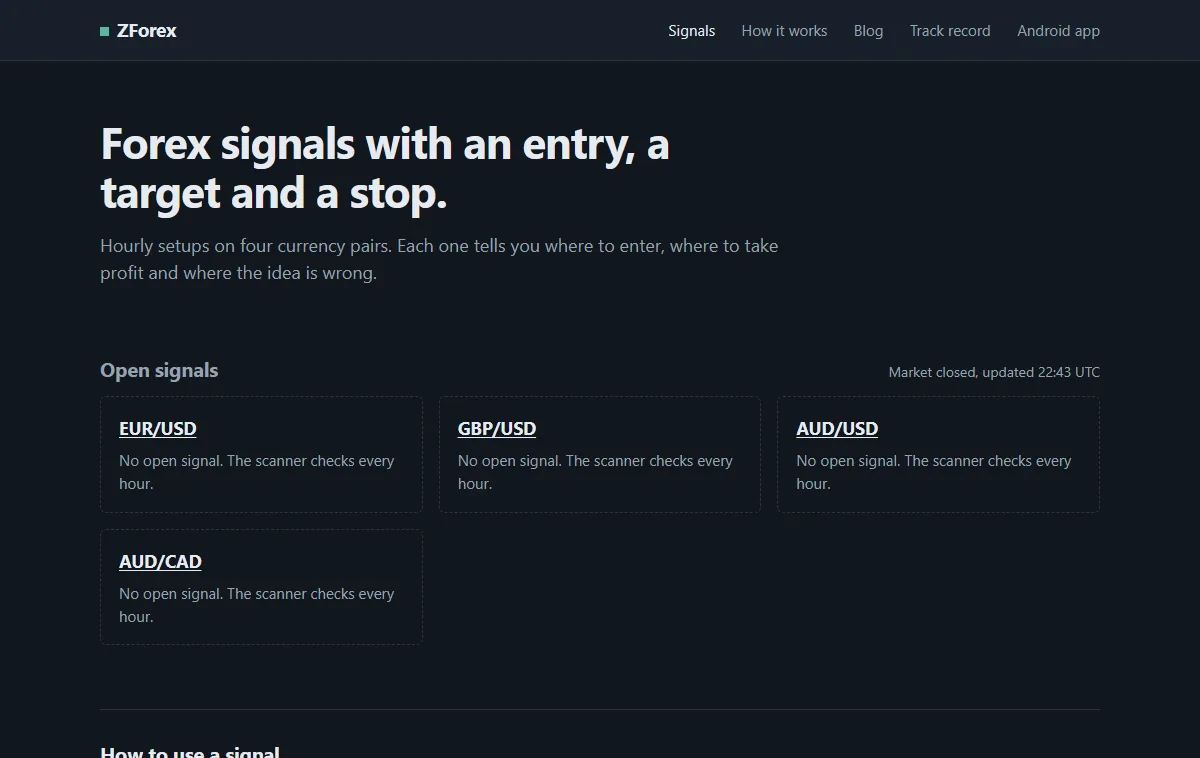 ZForex
Signals
How it works
Blog
Track record
Android app
Forex signals with an entry, a
target and a stop.
Hourly setups on four currency pairs. Each one tells you where to enter, where to take
profit and where the idea is wrong.
Open signals
Market closed, updated 22:43 UTC
EUR/USD
No open signal. The scanner checks every
hour.
GBP/USD
No open signal. The scanner checks every
hour.
AUD/USD
No open signal. The scanner checks every
hour.
AUD/CAD
No open signal. The scanner checks every
hour.
How to use a signal